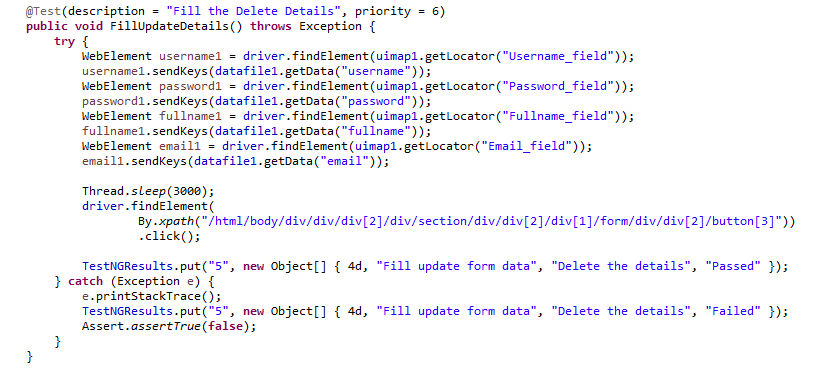 @Test(description = "Fill the Delete Details", priority = 6)
public void FillUpdateDetails() throws Exception {
    try {
        WebElement username1 = driver.findElement(uimap1.getLocator("Username_field"));
        username1.sendKeys(datafile1.getData("username"));
        WebElement password1 = driver.findElement(uimap1.getLocator("Password_field"));
        password1.sendKeys(datafile1.getData("password"));
        WebElement fullname1 = driver.findElement(uimap1.getLocator("Fullname_field"));
        fullname1.sendKeys(datafile1.getData("fullname"));
        WebElement email1 = driver.findElement(uimap1.getLocator("Email_field"));
        email1.sendKeys(datafile1.getData("email"));

        Thread.sleep(3000);
        driver.findElement(
                By.xpath("/html/body/div/div/div[2]/div/section/div/div[2]/div[1]/form/div/div[2]/button[3]"))
                .click();

        TestNGResults.put("5", new Object[] { 4d, "Fill update form data", "Delete the details", "Passed" });
    } catch (Exception e) {
        e.printStackTrace();
        TestNGResults.put("5", new Object[] { 4d, "Fill update form data", "Delete the details", "Failed" });
        Assert.assertTrue(false);
    }
}